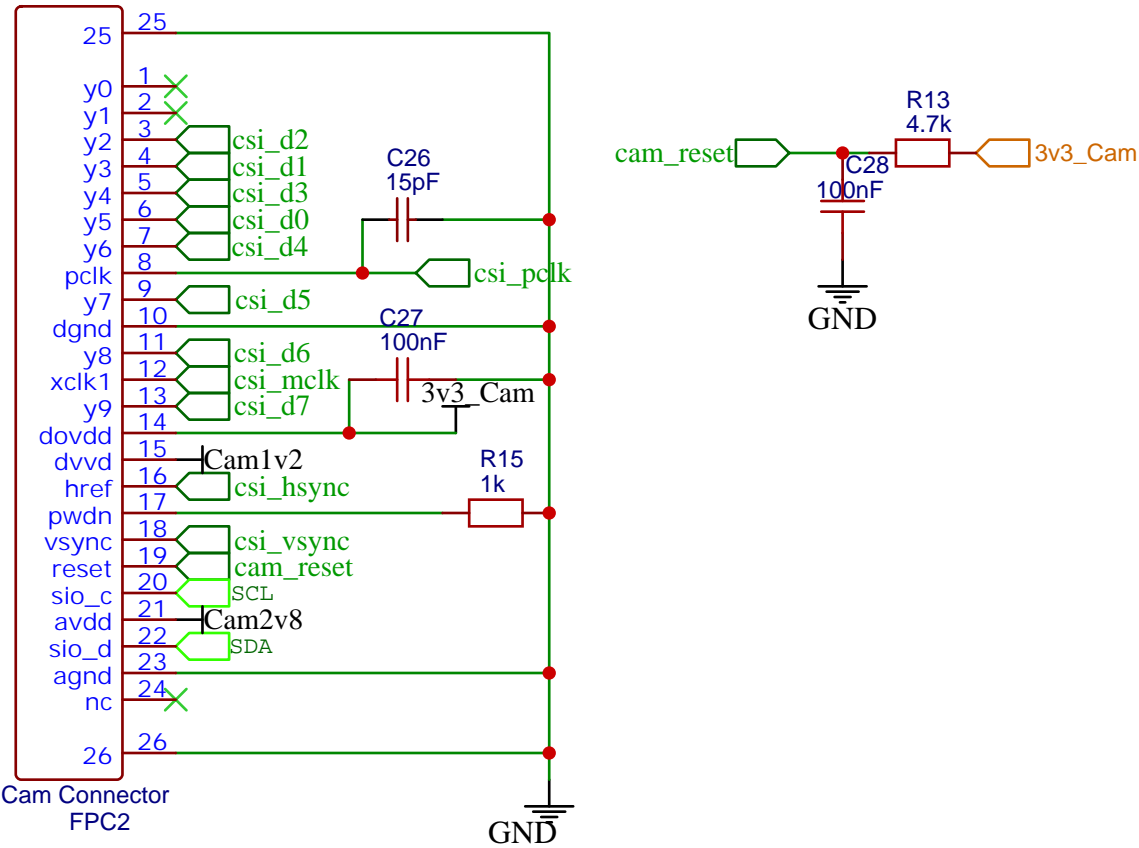 25 25
y0 1
y1 2
y2 3 csi_d2
y3 4 csi_d1
y4 5 csi_d3
y5 6 csi_d0
y6 7 csi_d4
pclk 8 csi_pclk
y7 9 csi_d5
dgnd 10
y8 11 csi_d6
xclk1 12 csi_mclk
y9 13 csi_d7
dovdd 14
dvvd 15 Cam1v2
href 16 csi_hsync
pwdn 17
vsync 18 csi_vsync
reset 19 cam_reset
sio_c 20 SCL
avdd 21 Cam2v8
sio_d 22 SDA
agnd 23
nc 24
26 26
Cam Connector
FPC2
C26
15pF
C27
100nF
3v3_Cam
R15
1k
GND
R13
4.7k
cam_reset
3v3_Cam
C28
100nF
GND